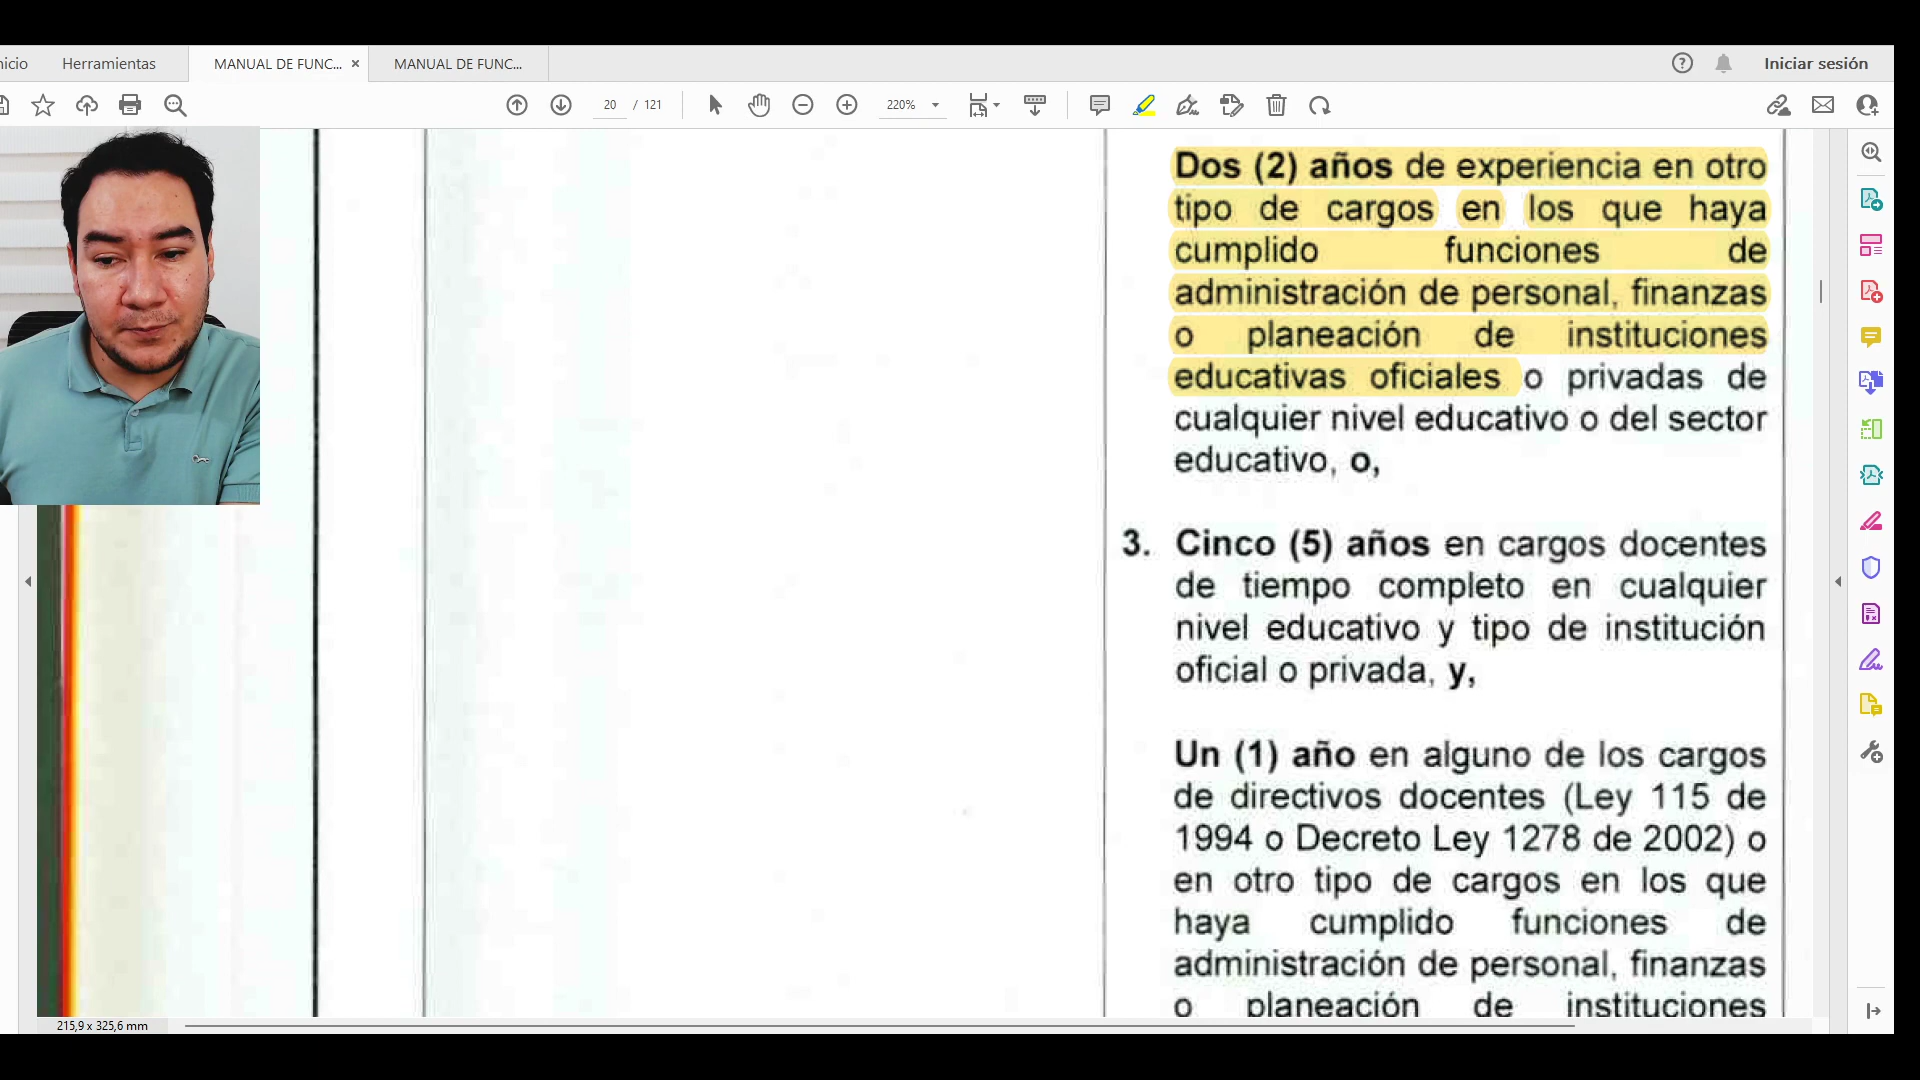 Herramientas
MANUAL DE FUNC... ×
MANUAL DE FUNC...
Iniciar sesión
20 / 121
220%
Dos (2) años de experiencia en otro
tipo de cargos en los que haya
cumplido funciones de
administración de personal, finanzas
o planeación de instituciones
educativas oficiales o privadas de
cualquier nivel educativo o del sector
educativo, o,
3. Cinco (5) años en cargos docentes
de tiempo completo en cualquier
nivel educativo y tipo de institución
oficial o privada, y,
Un (1) año en alguno de los cargos
de directivos docentes (Ley 115 de
1994 o Decreto Ley 1278 de 2002) o
en otro tipo de cargos en los que
haya cumplido funciones de
administración de personal, finanzas
o planeación de instituciones
215,9 x 325,6 mm